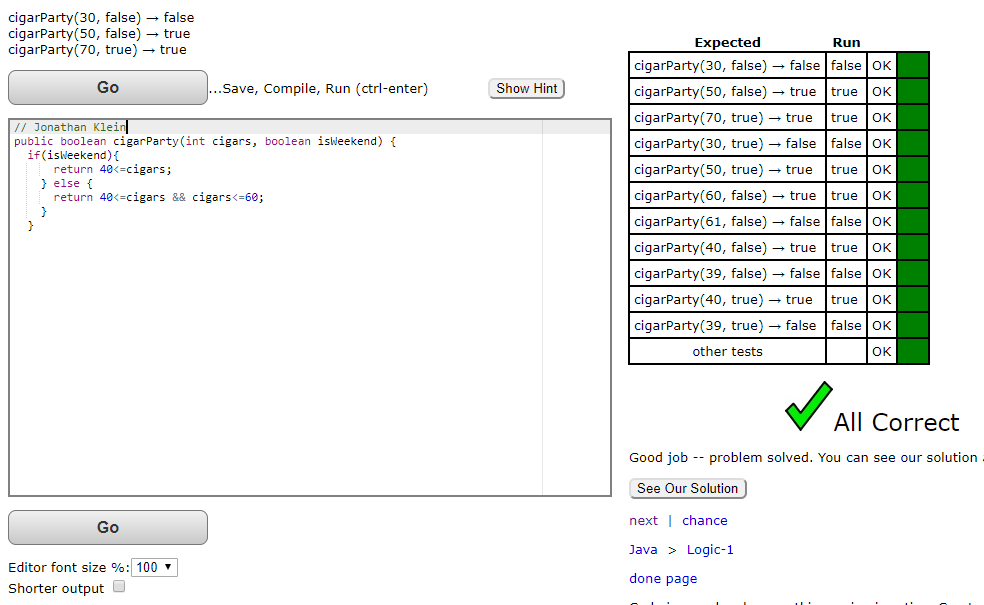 cigarParty(30, false) → false
cigarParty(50, false) → true
cigarParty(70, true) → true
Go
...Save, Compile, Run (ctrl-enter)
Show Hint
// Jonathan Klein
public boolean cigarParty(int cigars, boolean isWeekend) {
if(isWeekend){
return 40<=cigars;
} else {
return 40<=cigars && cigars<=60;
}
}
Go
Editor font size %: 100
Shorter output
Expected Run
cigarParty(30, false) → false false OK
cigarParty(50, false) → true true OK
cigarParty(70, true) → true true OK
cigarParty(30, true) → false false OK
cigarParty(50, true) → true true OK
cigarParty(60, false) → true true OK
cigarParty(61, false) → false false OK
cigarParty(40, false) → true true OK
cigarParty(39, false) → false false OK
cigarParty(40, true) → true true OK
cigarParty(39, true) → false false OK
other tests OK
All Correct
Good job -- problem solved. You can see our solution
See Our Solution
next | chance
Java > Logic-1
done page